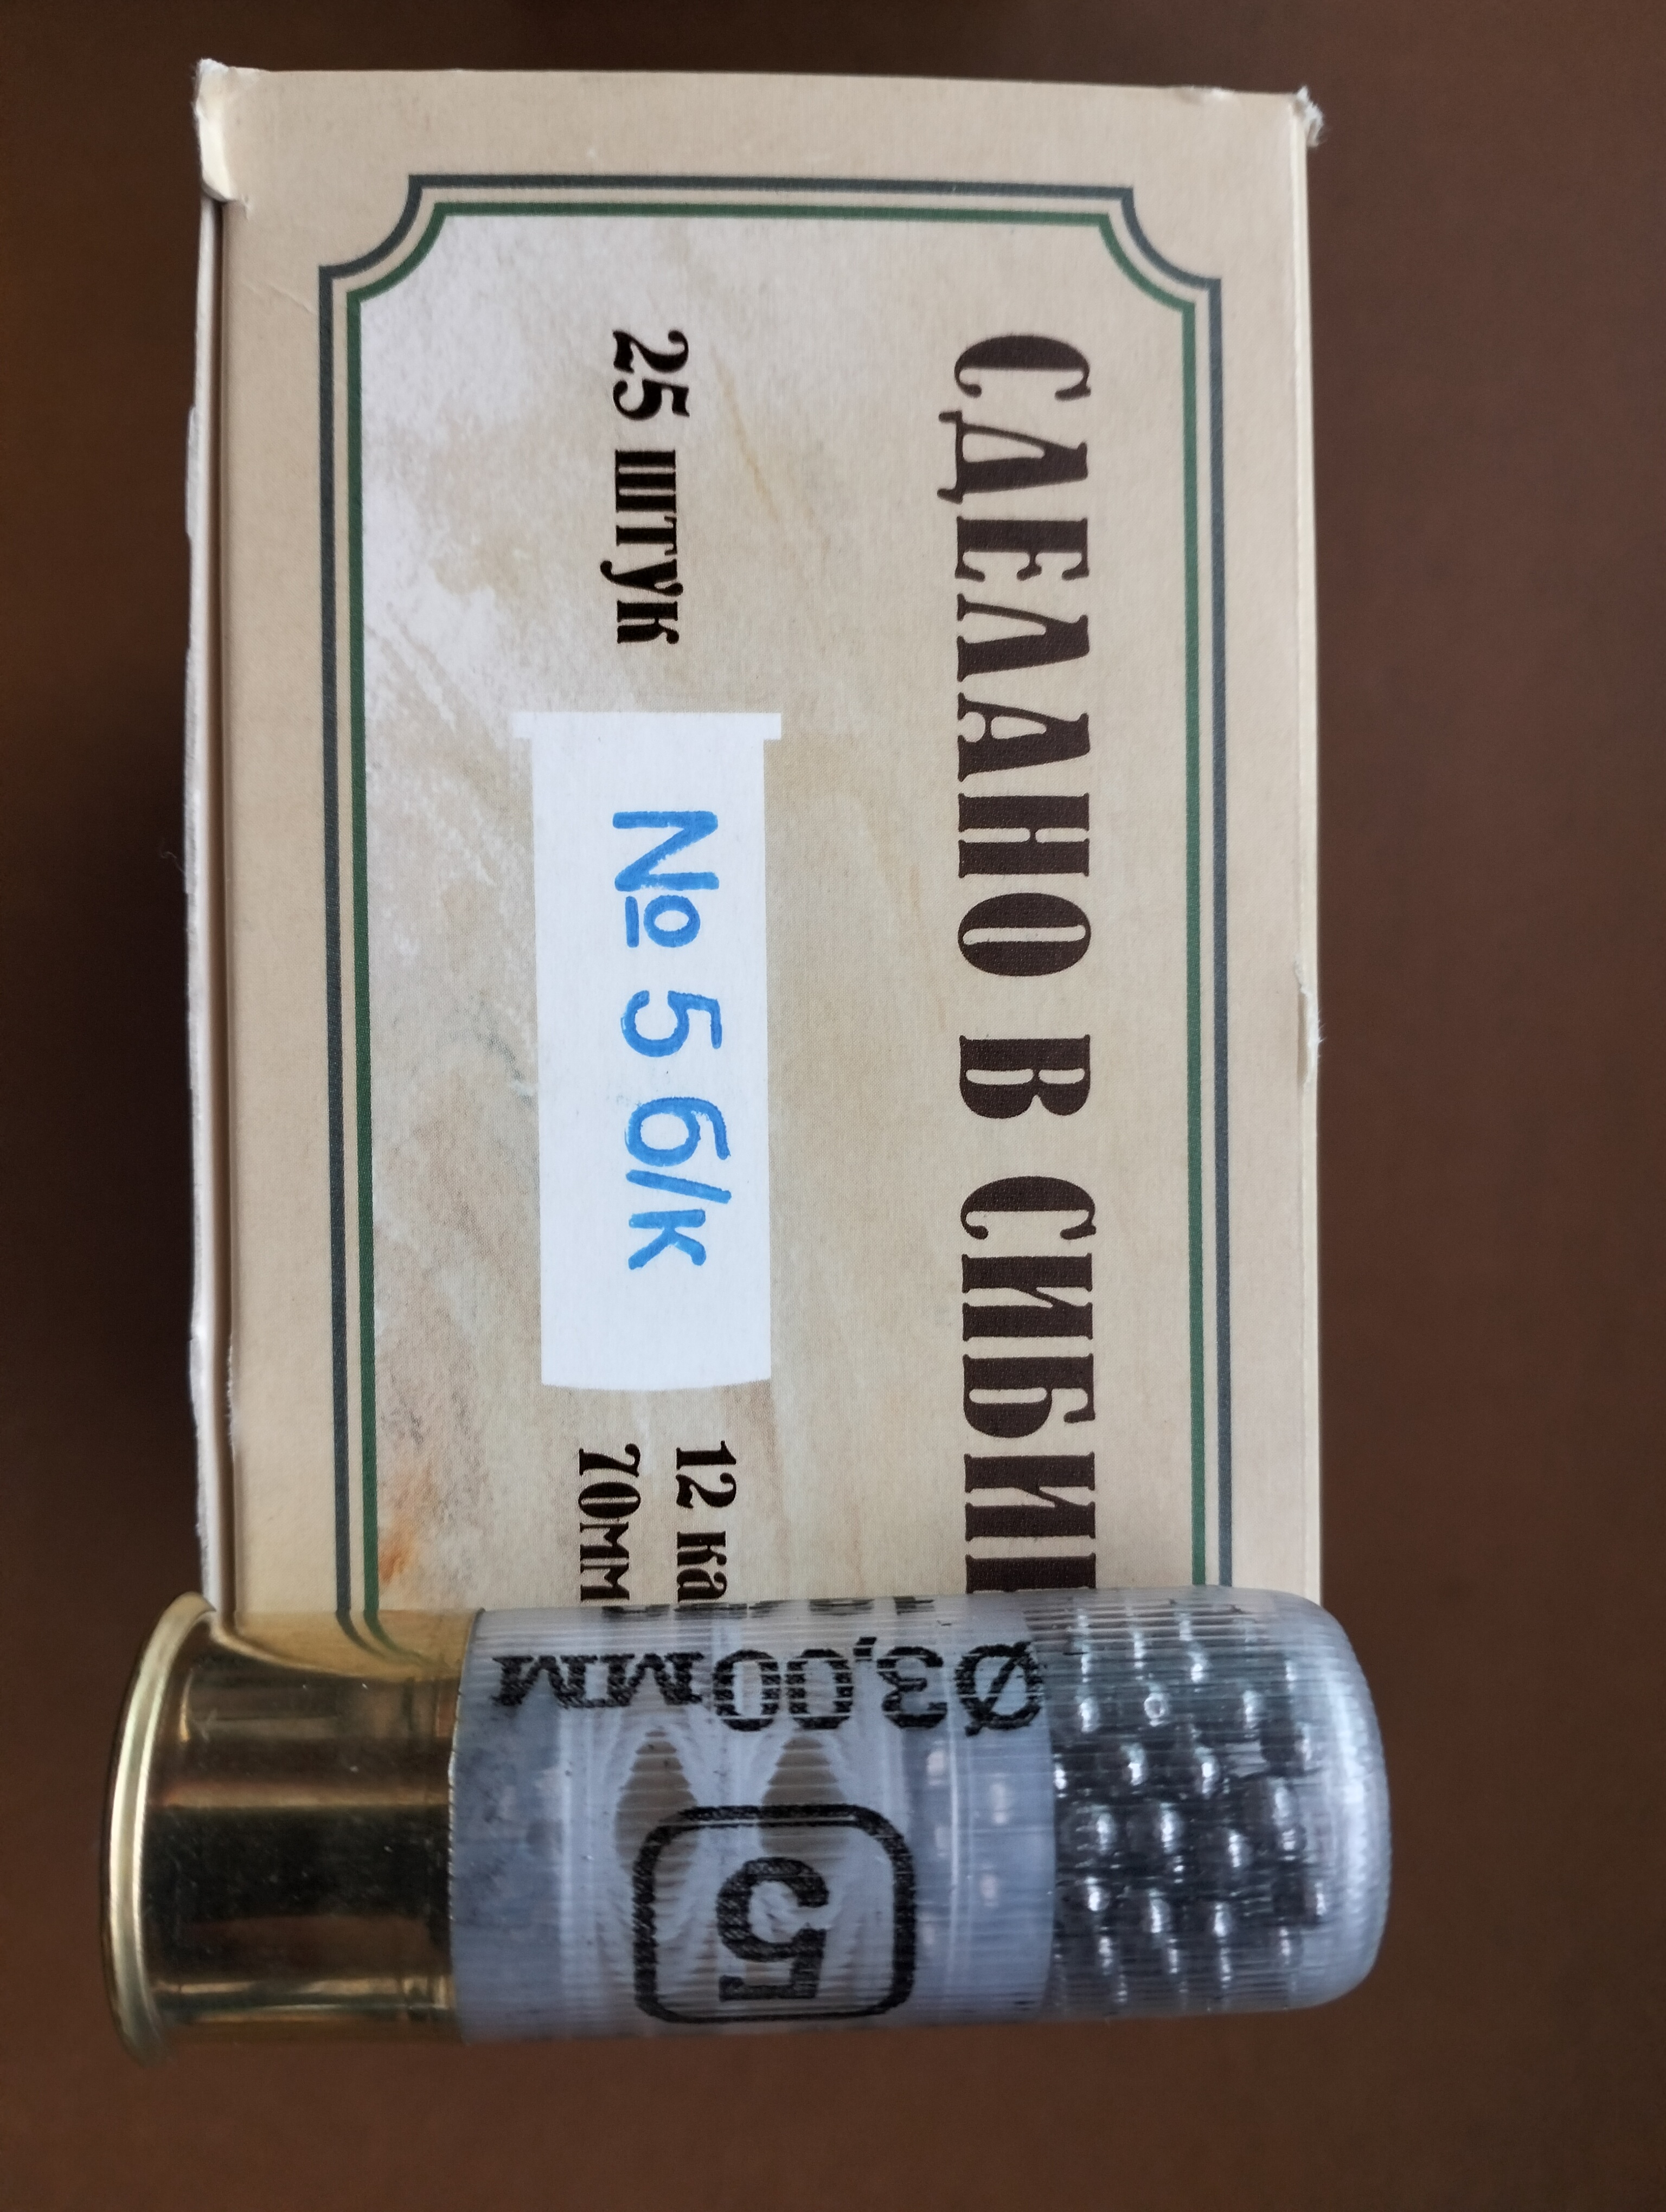 СДЕЛАНО В СИБИ
25 штук
№ 5 б/к
12 ка
70мм
Ø3,00мм
5